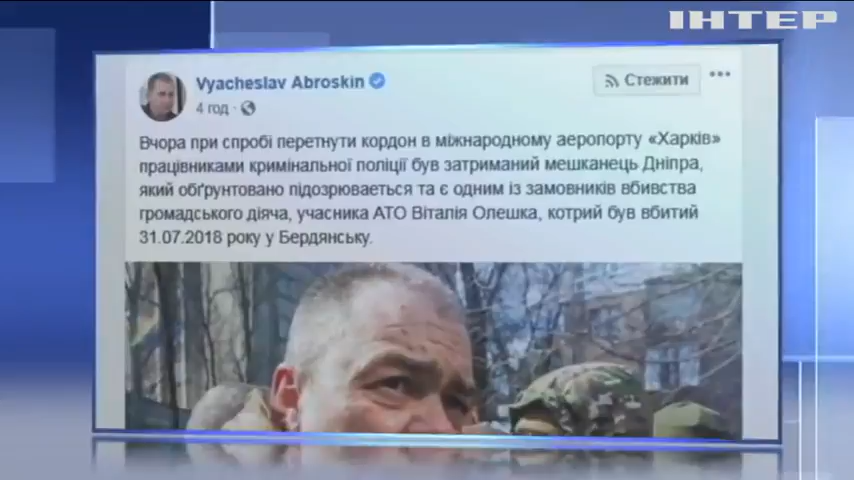 ІНТЕР
Vyacheslav Abroskin
Стежити
4 год ·
Вчора при спробі перетнути кордон в міжнародному аеропорту «Харків»
працівниками кримінальної поліції був затриманий мешканець Дніпра,
який обґрунтовано підозрюваеться та є одним із замовників вбивства
громадського діяча, учасника АТО Віталія Олешка, котрий був вбитий
31.07.2018 року у Бердянську.